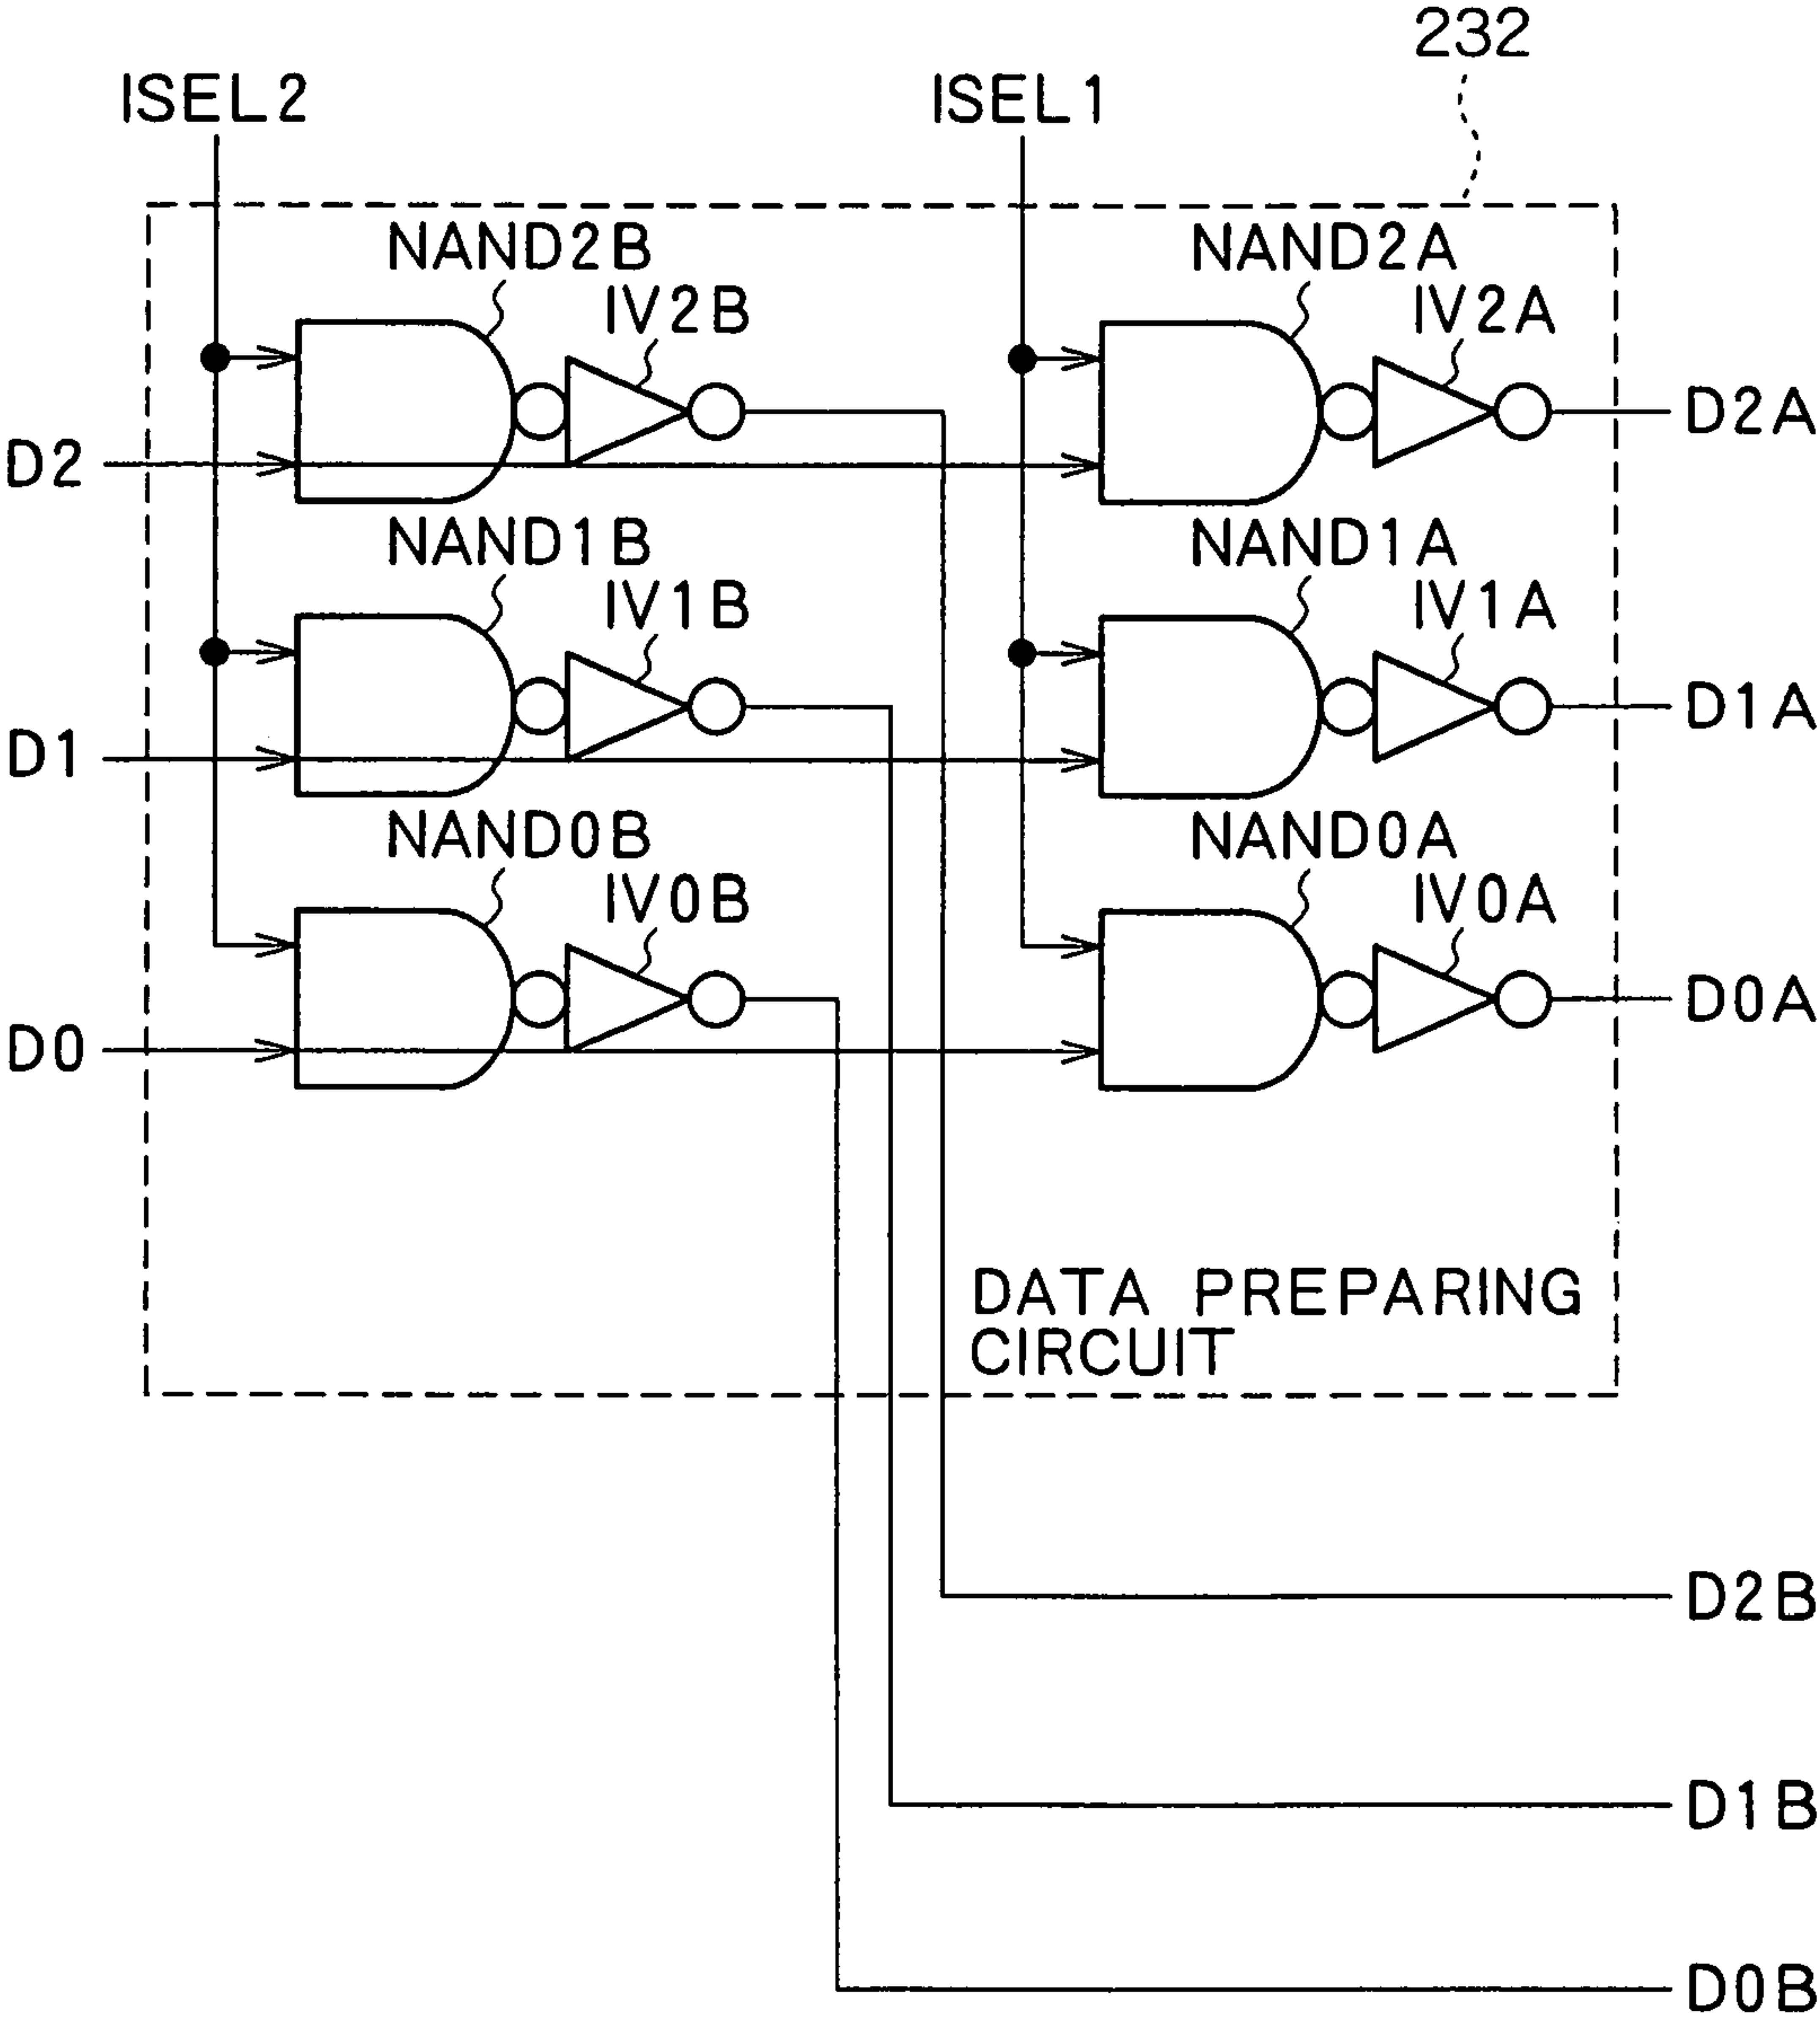 232
ISEL2
ISEL1
NAND2B
NAND2A
IV2B
IV2A
D2A
D2
NAND1B
NAND1A
IV1B
IV1A
D1A
D1
NAND0B
NAND0A
IV0B
IV0A
D0A
D0
DATA PREPARING
CIRCUIT
D2B
D1B
D0B